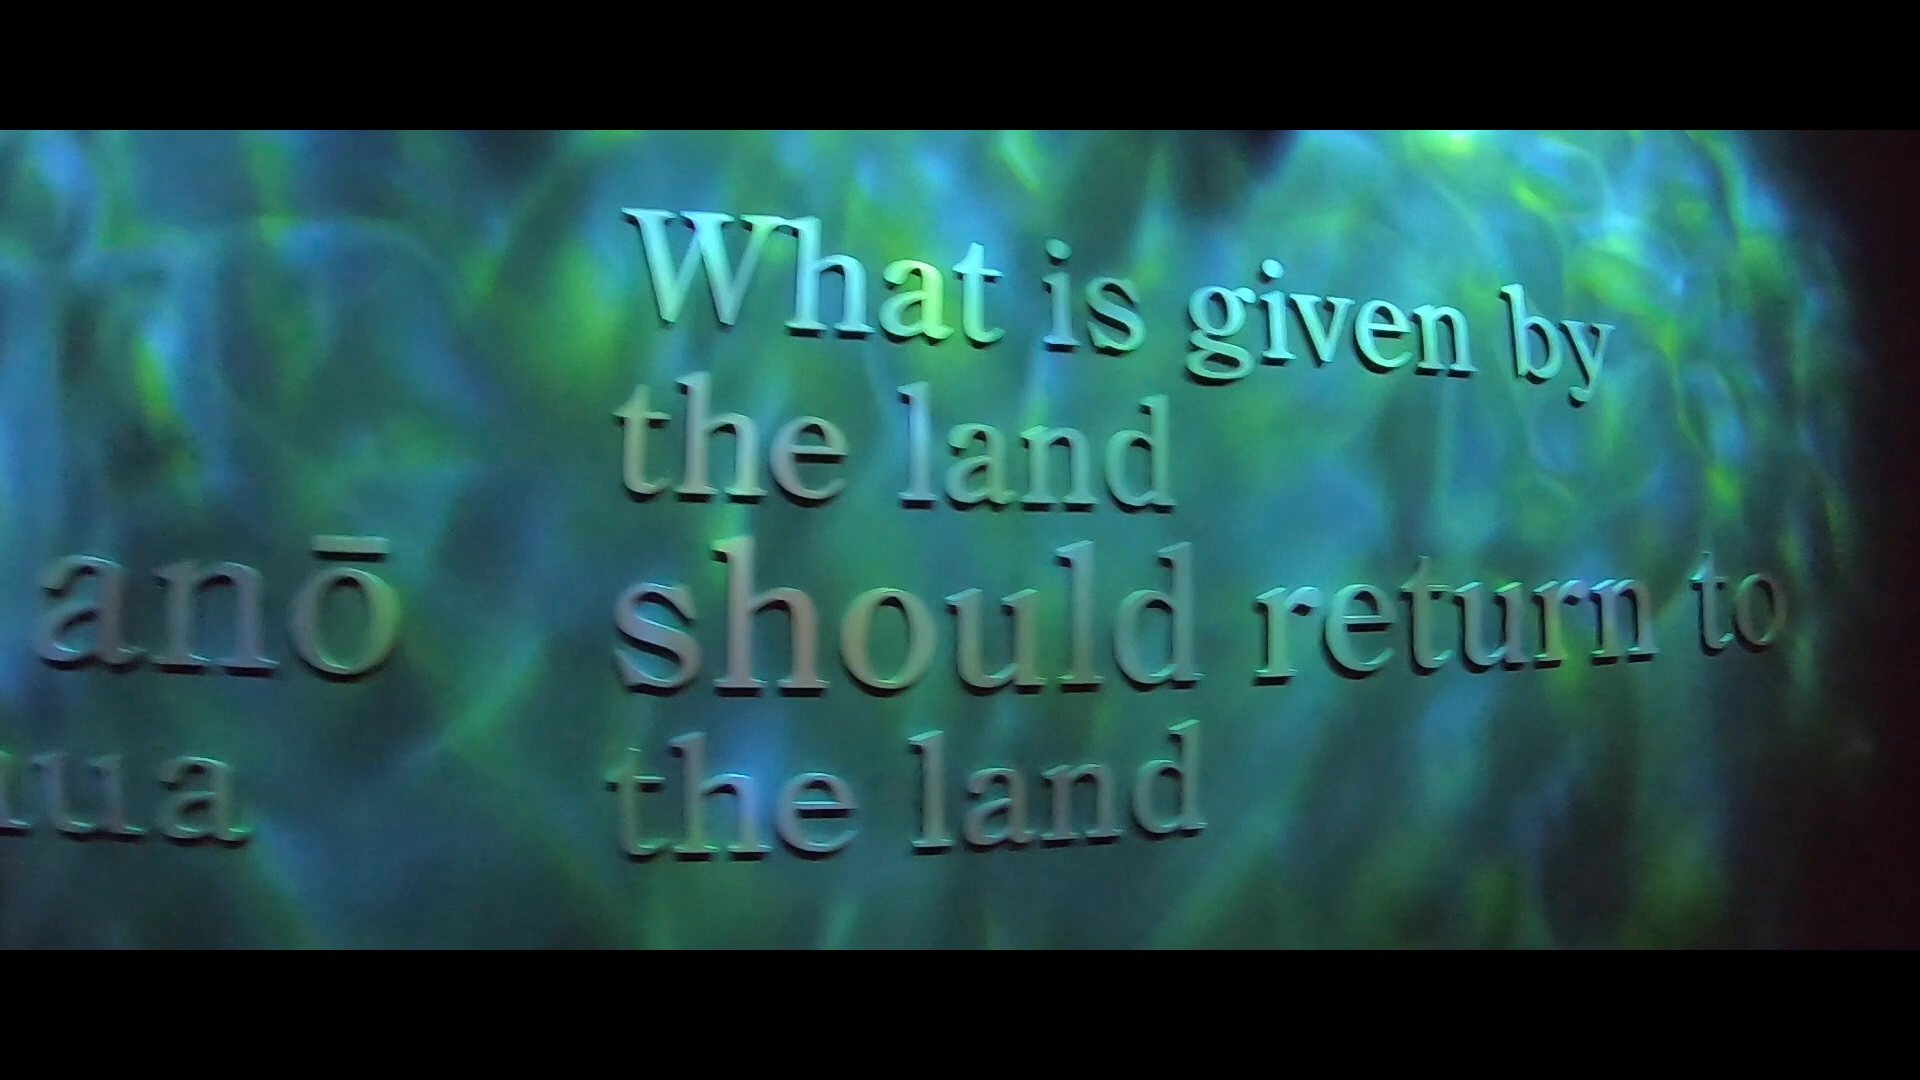 What is given by
the land
anō
should return to
the land